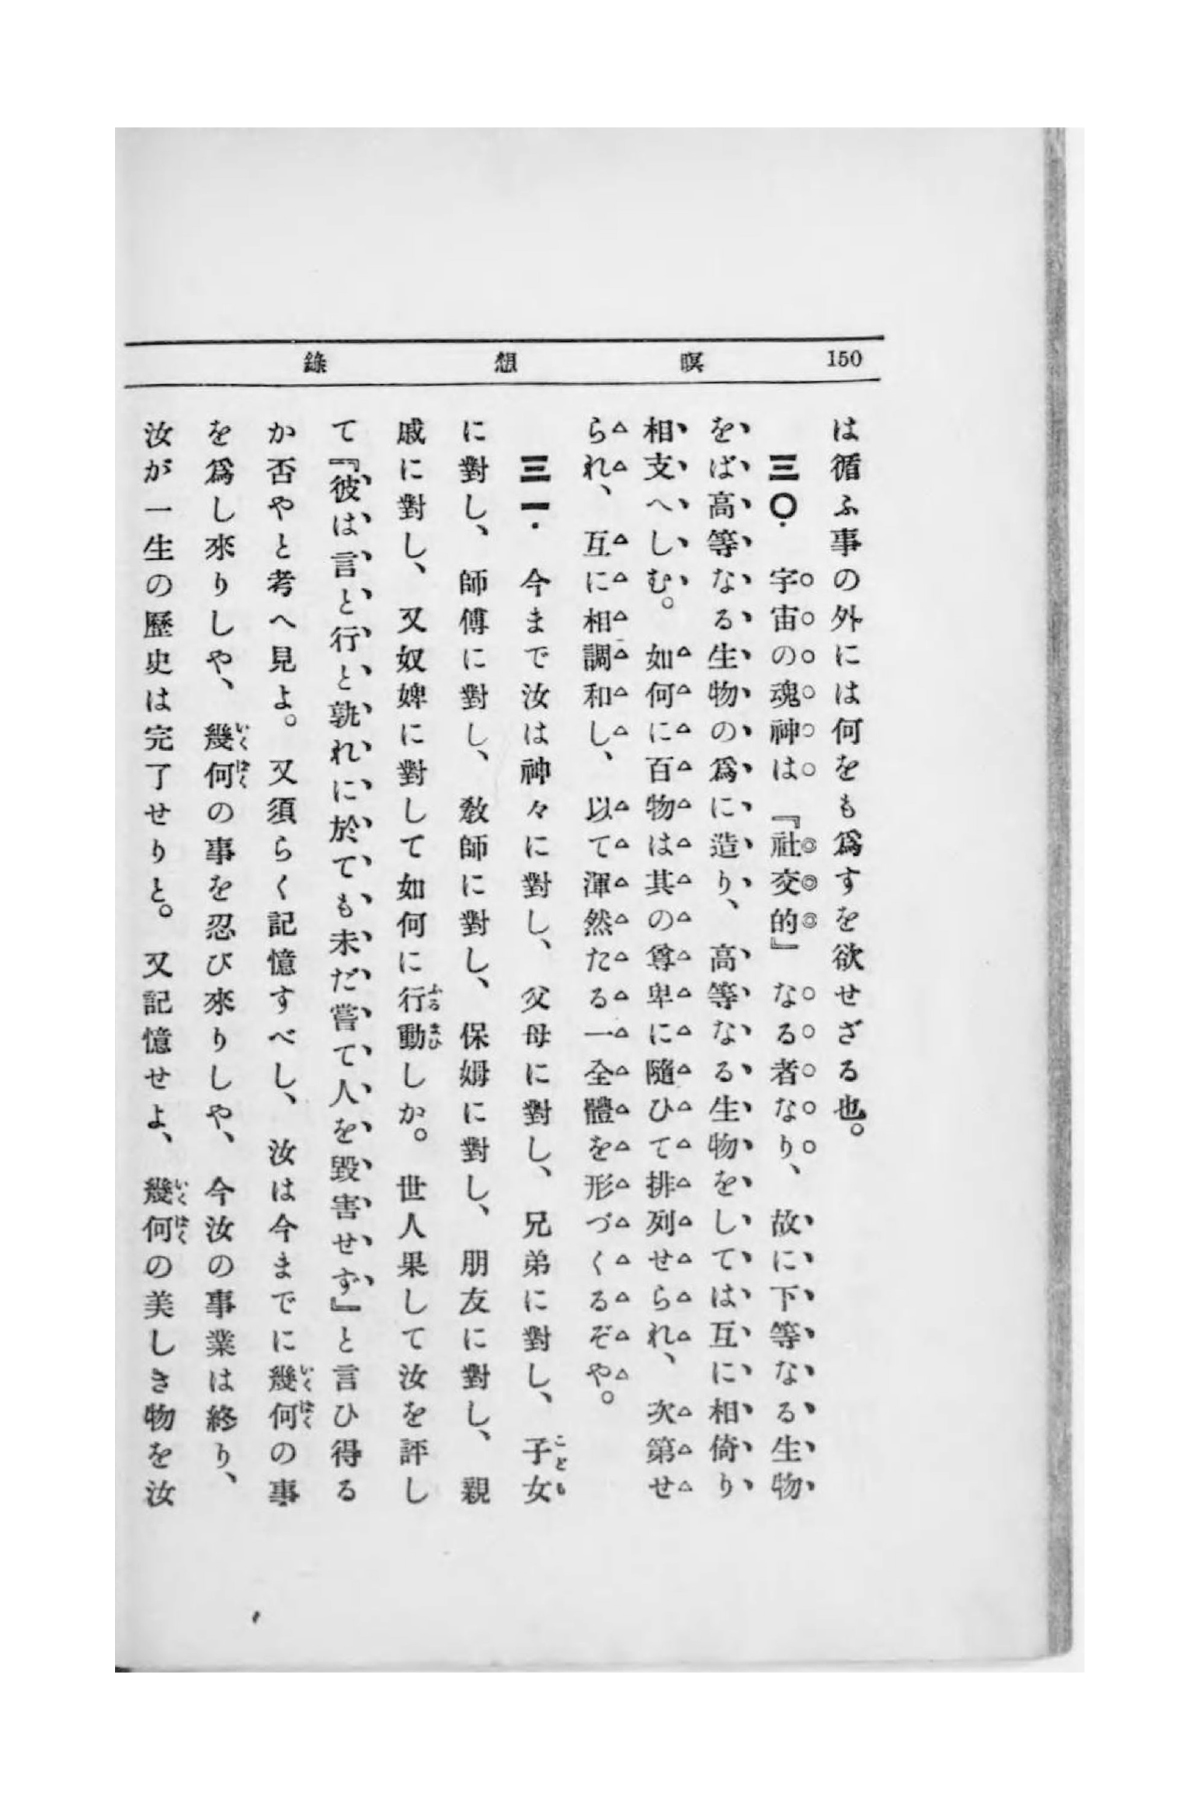 150 瞑想錄
は循ふ事の外には何をも爲すを欲せざる也。
三〇. 宇宙の魂神は『社交的』なる者なり、故に下等なる生物
をば高等なる生物の爲に造り、高等なる生物をしては互に相倚り
相支へしむ。如何に百物は其の尊卑に隨ひて排列せられ、次第せ
られ、互に相調和し、以て渾然たる一全體を形づくるぞや。
三一. 今まで汝は神々に對し、父母に對し、兄弟に對し、子女
に對し、師傅に對し、敎師に對し、保姆に對し、朋友に對し、親
戚に對し、又奴婢に對して如何に行動しか。世人果して汝を評し
て『彼は言と行と孰れに於ても未だ嘗て人を毀害せず』と言ひ得る
か否やと考へ見よ。又須らく記憶すべし、汝は今までに幾何の事
を爲し來りしや、幾何の事を忍び來りしや、今汝の事業は終り、
汝が一生の歷史は完了せりと。又記憶せよ、幾何の美しき物を汝